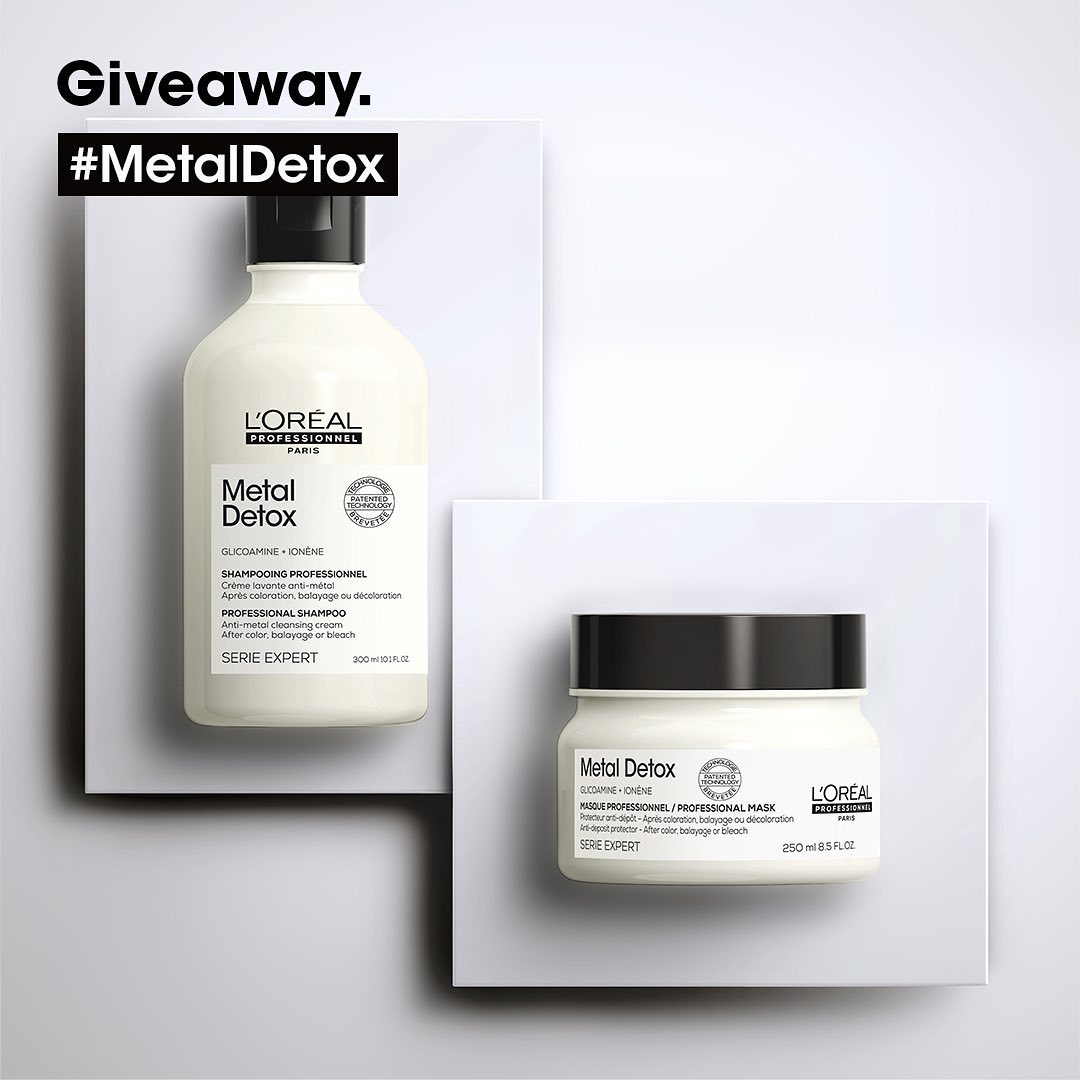 Giveaway.
#MetalDetox
L'ORÉAL
PROFESSIONNEL
PARIS
Metal
Detox
TECHNOLOGIE
PATENTED
TECHNOLOGY
BREVETÉE
GLICOAMINE + IONÈNE
SHAMPOOING PROFESSIONNEL
Crème lavante anti-métal
Après coloration, balayage ou décoloration
PROFESSIONAL SHAMPOO
Anti-metal cleansing cream
After color, balayage or bleach
SERIE EXPERT 300 ml 10.1 FL.OZ.
Metal Detox
TECHNOLOGIE
PATENTED
TECHNOLOGY
BREVETÉE
GLICOAMINE + IONÈNE
MASQUE PROFESSIONNEL / PROFESSIONAL MASK
Protecteur anti-dépôt - Après coloration, balayage ou décoloration
Anti-deposit protector - After color, balayage or bleach
SERIE EXPERT
L'ORÉAL
PROFESSIONNEL
PARIS
250 ml 8.5 FL.OZ.